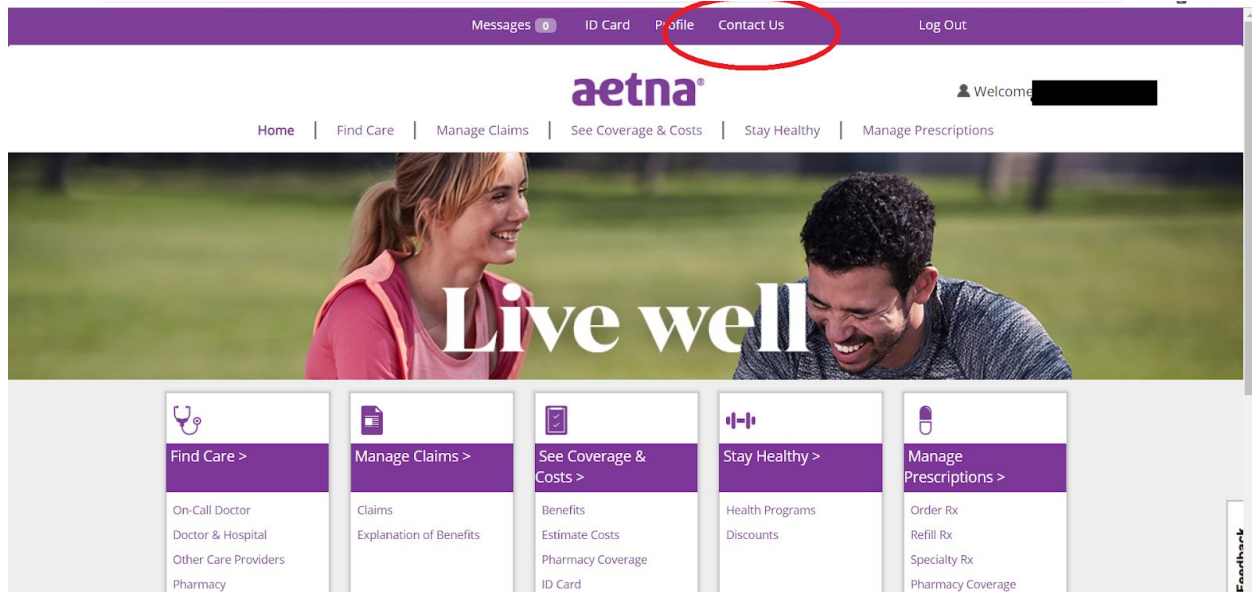 Messages 0 ID Card Profile Contact Us Log Out
aetna®
Welcome
Home | Find Care | Manage Claims | See Coverage & Costs | Stay Healthy | Manage Prescriptions
Live well
Find Care >
On-Call Doctor
Doctor & Hospital
Other Care Providers
Pharmacy
Manage Claims >
Claims
Explanation of Benefits
See Coverage &
Costs >
Benefits
Estimate Costs
Pharmacy Coverage
ID Card
Stay Healthy >
Health Programs
Discounts
Manage
Prescriptions >
Order Rx
Refill Rx
Specialty Rx
Pharmacy Coverage
Feedback